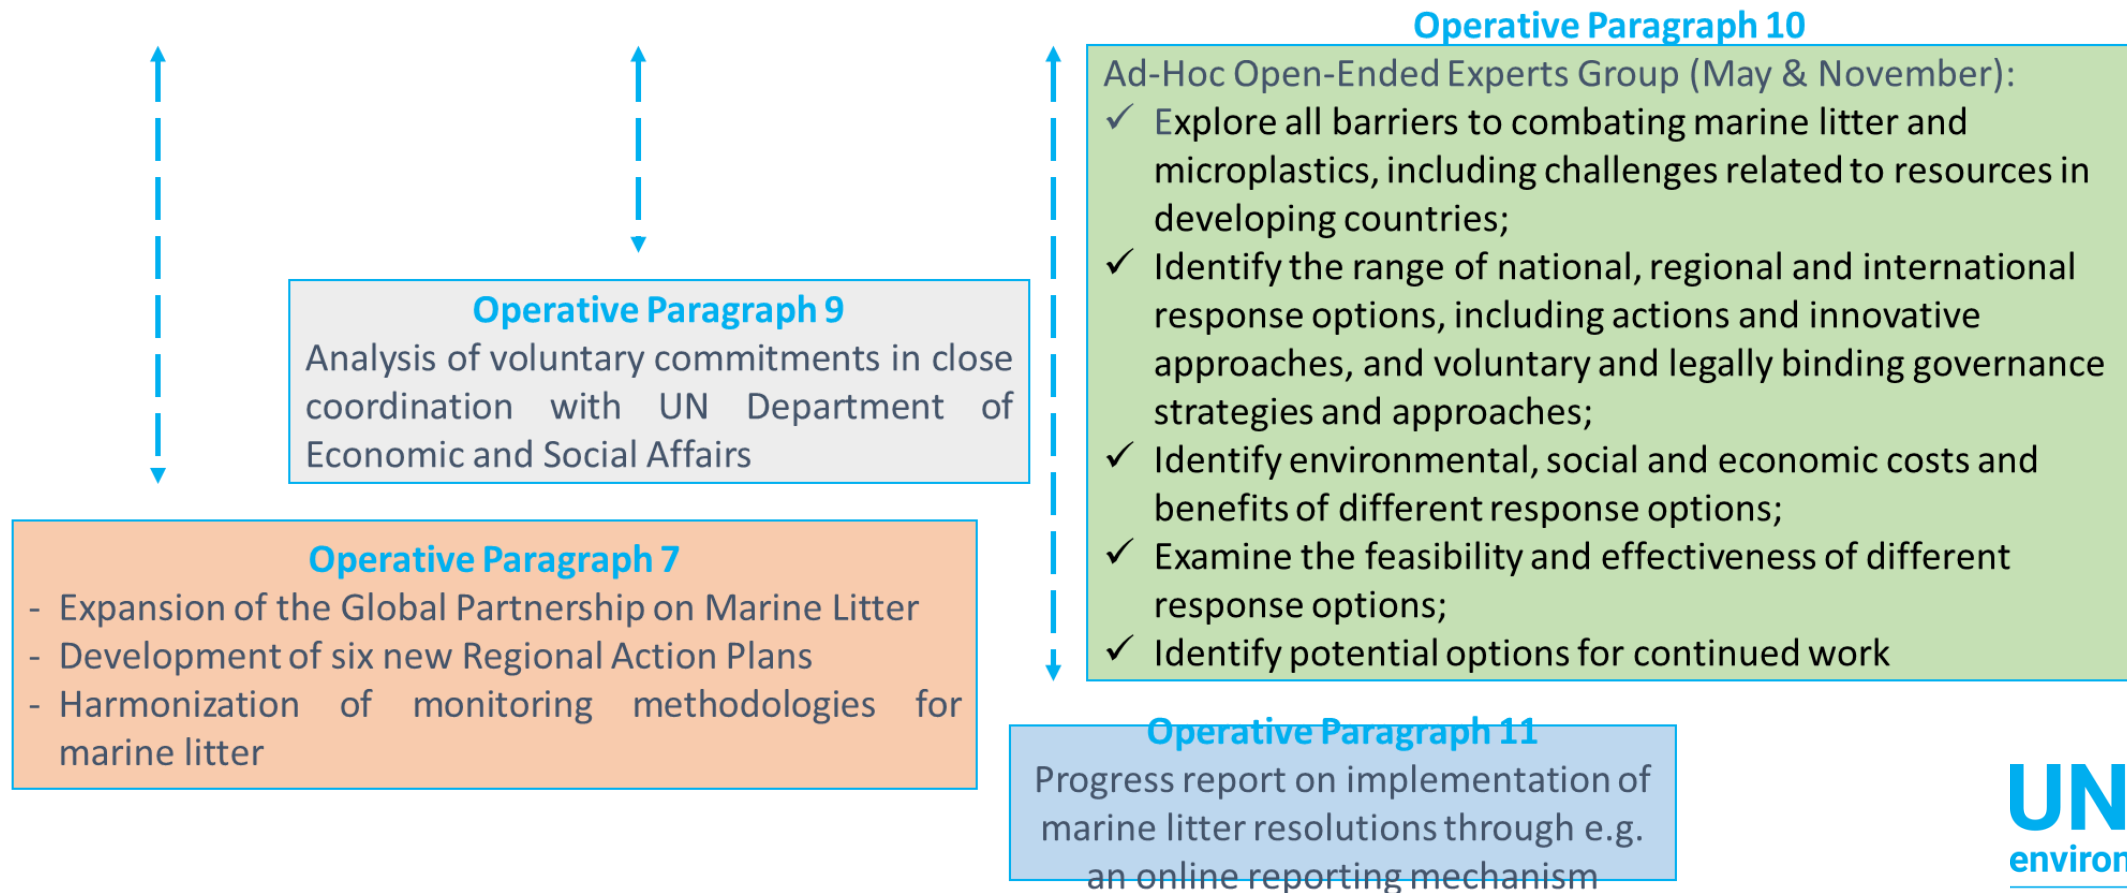 Operative Paragraph 10
Ad-Hoc Open-Ended Experts Group (May & November):
✓ Explore all barriers to combating marine litter and
microplastics, including challenges related to resources in
developing countries;
✓ Identify the range of national, regional and international
response options, including actions and innovative
approaches, and voluntary and legally binding governance
strategies and approaches;
✓ Identify environmental, social and economic costs and
benefits of different response options;
✓ Examine the feasibility and effectiveness of different
response options;
✓ Identify potential options for continued work
Operative Paragraph 9
Analysis of voluntary commitments in close
coordination with UN Department of
Economic and Social Affairs
Operative Paragraph 7
- Expansion of the Global Partnership on Marine Litter
- Development of six new Regional Action Plans
- Harmonization of monitoring methodologies for
marine litter
Operative Paragraph 11
Progress report on implementation of
marine litter resolutions through e.g.
an online reporting mechanism
UN
environ